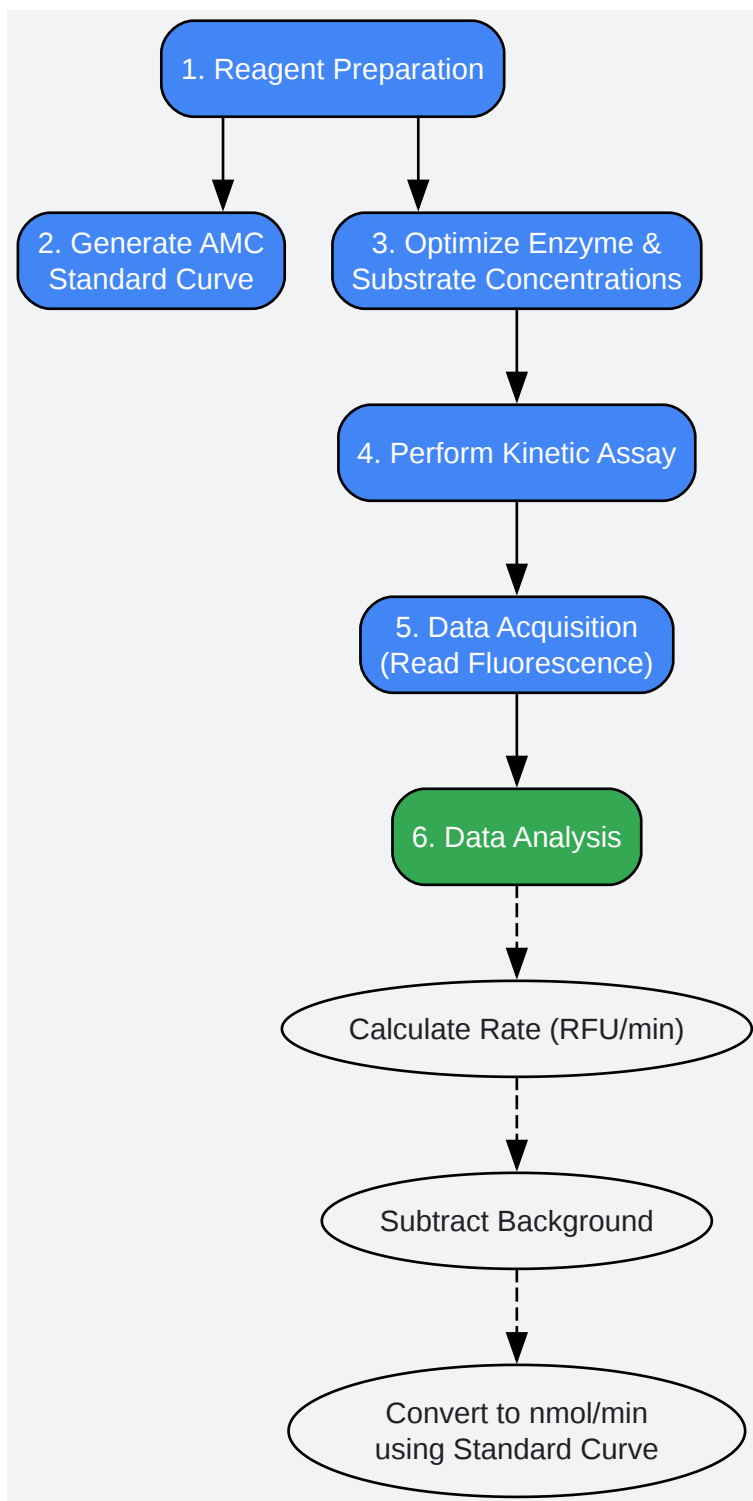 1. Reagent Preparation
2. Generate AMC
Standard Curve
3. Optimize Enzyme &
Substrate Concentrations
4. Perform Kinetic Assay
5. Data Acquisition
(Read Fluorescence)
6. Data Analysis
Calculate Rate (RFU/min)
Subtract Background
Convert to nmol/min
using Standard Curve